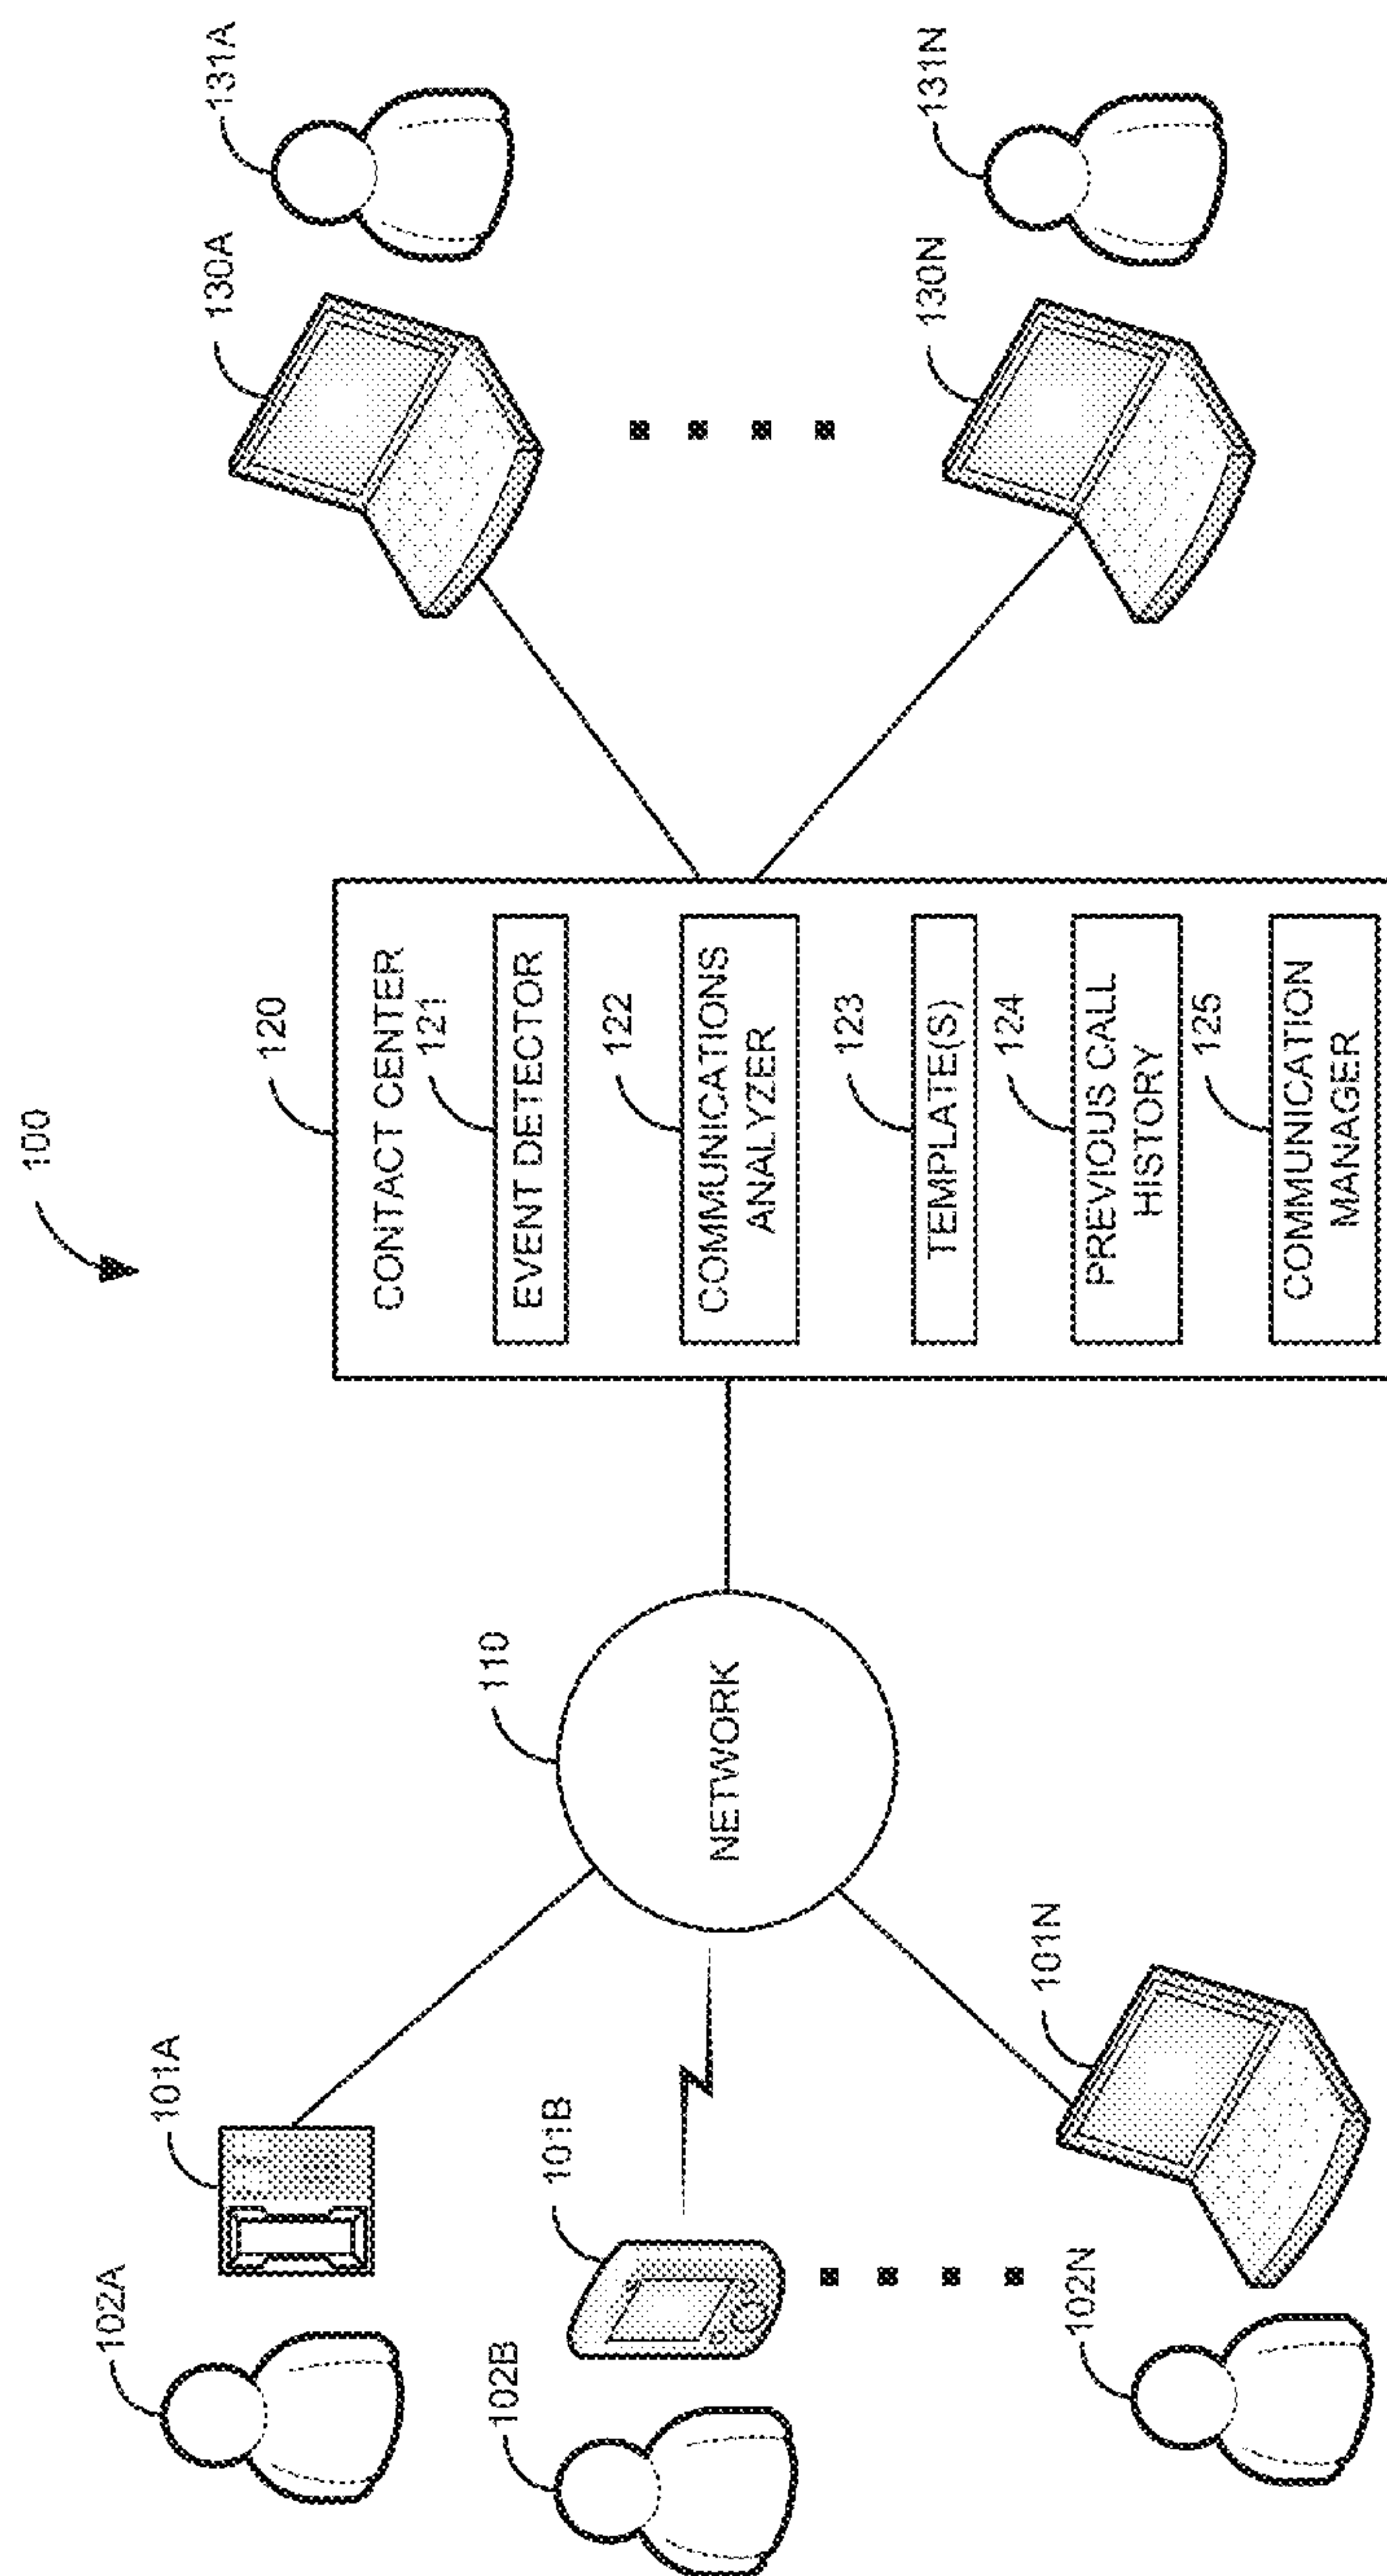 100
102A
101A
102B
101B
102N
101N
110
NETWORK
120
CONTACT CENTER
121
EVENT DETECTOR
122
COMMUNICATIONS
ANALYZER
123
TEMPLATE(S)
124
PREVIOUS CALL
HISTORY
125
COMMUNICATION
MANAGER
130A
131A
130N
131N